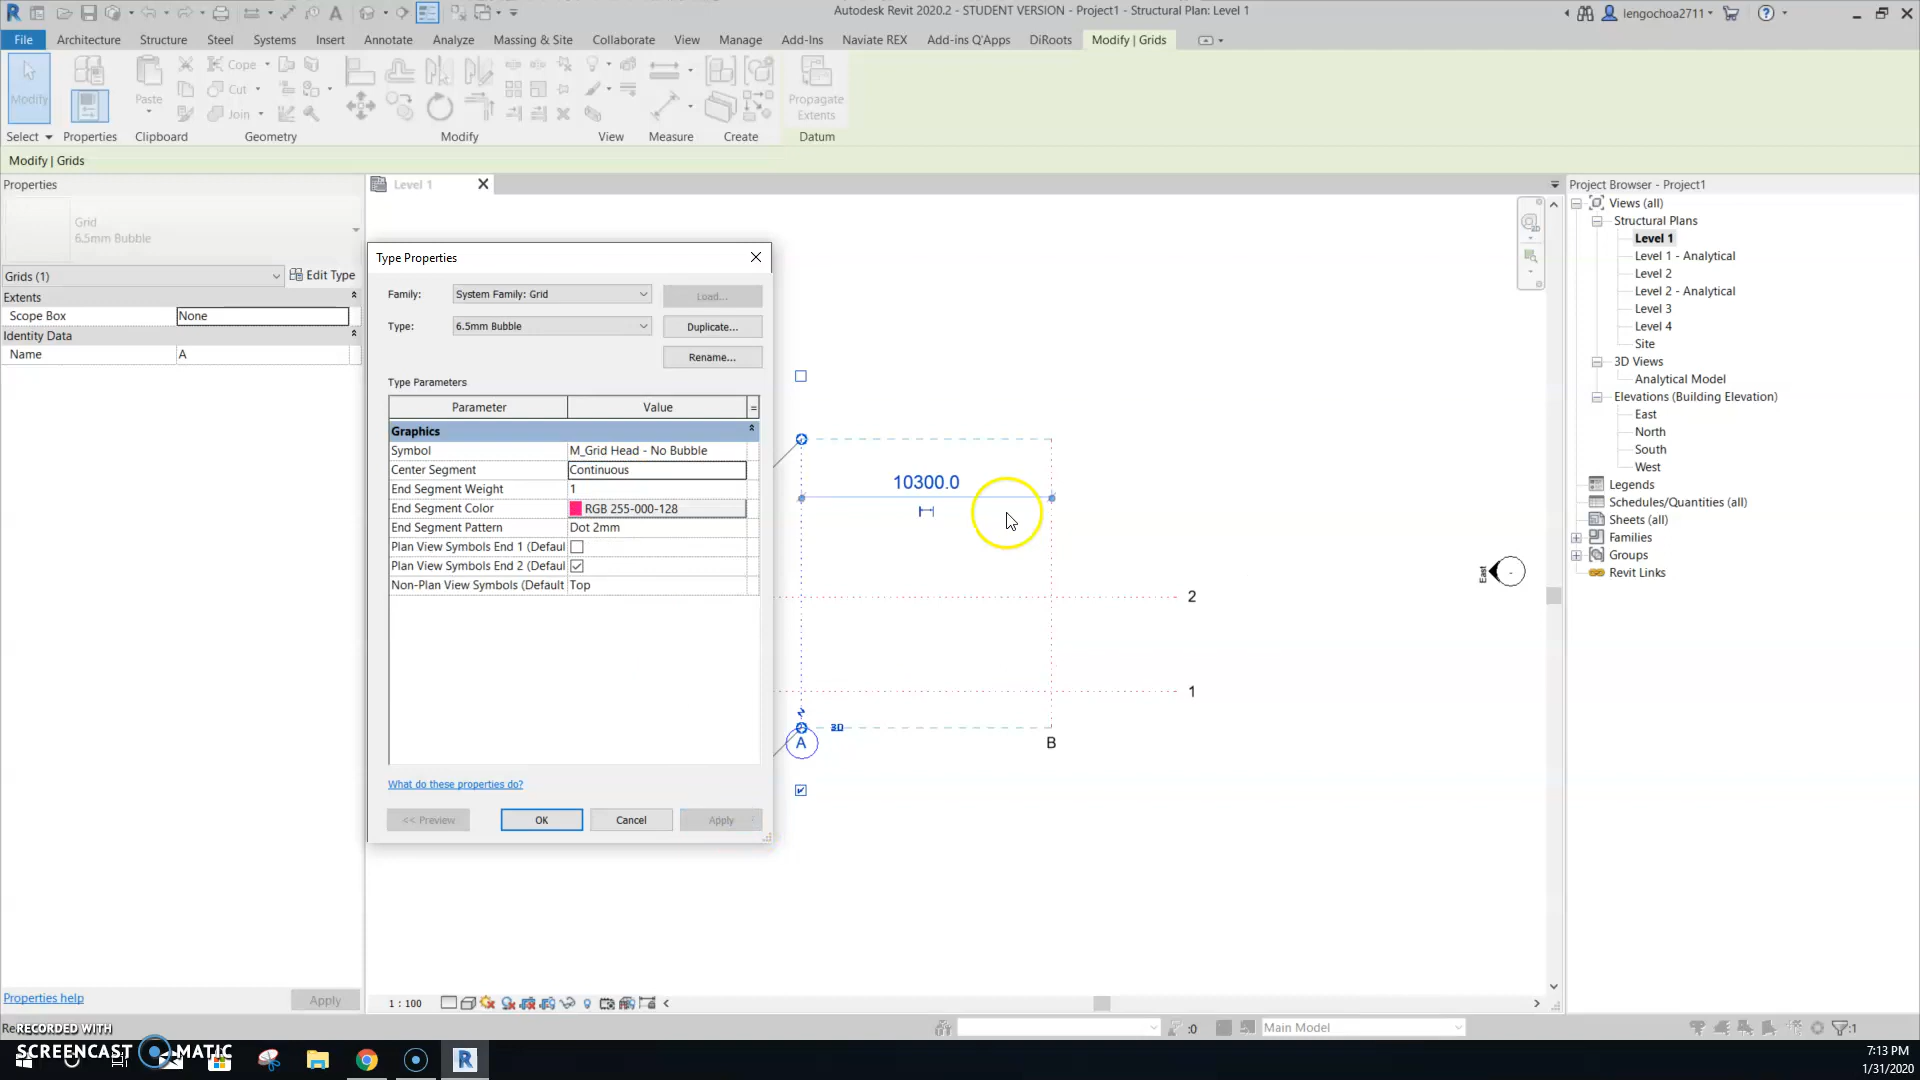 Autodesk Revit 2020.2 - STUDENT VERSION - Project1 - Structural Plan: Level 1
lengochoa2711
File Architecture Structure Steel Systems Insert Annotate Analyze Massing & Site Collaborate View Manage Add-Ins Naviate REX Add-ins Q'Apps DiRoots Modify | Grids
Modify
Paste
Cope
Cut
Join
Propagate
Extents
Select Properties Clipboard Geometry Modify View Measure Create Datum
Modify | Grids
Properties
Grid
6.5mm Bubble
Grids (1) Edit Type
Extents
Scope Box None
Identity Data
Name A
Properties help Apply
Level 1
Type Properties
Family: System Family: Grid Load...
Type: 6.5mm Bubble Duplicate...
Rename...
Type Parameters
Parameter Value =
Graphics
Symbol M_Grid Head - No Bubble
Center Segment Continuous
End Segment Weight 1
End Segment Color RGB 255-000-128
End Segment Pattern Dot 2mm
Plan View Symbols End 1 (Defaul
Plan View Symbols End 2 (Defaul
Non-Plan View Symbols (Default Top
What do these properties do?
<< Preview OK Cancel Apply
10300.0
2
1
3D
A
B
East
Project Browser - Project1
Views (all)
Structural Plans
Level 1
Level 1 - Analytical
Level 2
Level 2 - Analytical
Level 3
Level 4
Site
3D Views
Analytical Model
Elevations (Building Elevation)
East
North
South
West
Legends
Schedules/Quantities (all)
Sheets (all)
Families
Groups
Revit Links
1 : 100
:0
Main Model
:1
Re
RECORDED WITH
SCREENCAST MATIC
7:13 PM
1/31/2020